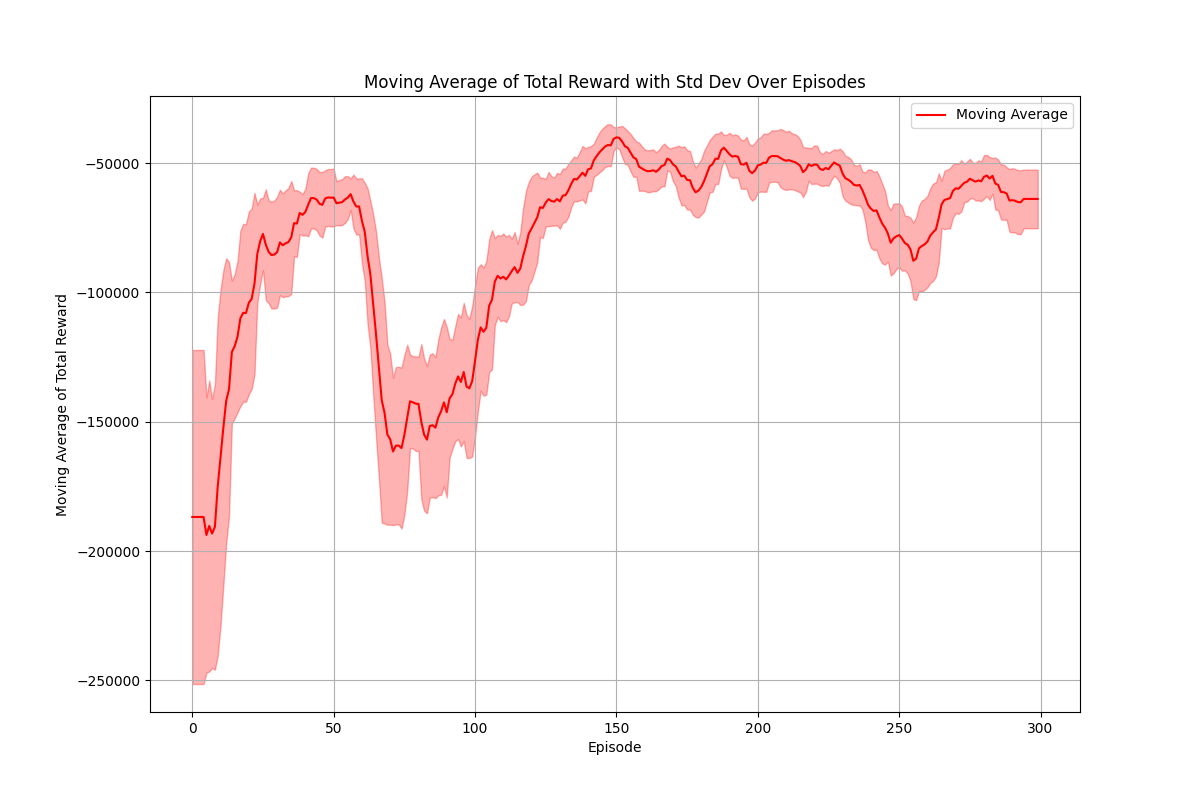 Moving Average of Total Reward with Std Dev Over Episodes
Moving Average
−50000
−100000
−150000
−200000
−250000
Moving Average of Total Reward
0 50 100 150 200 250 300
Episode